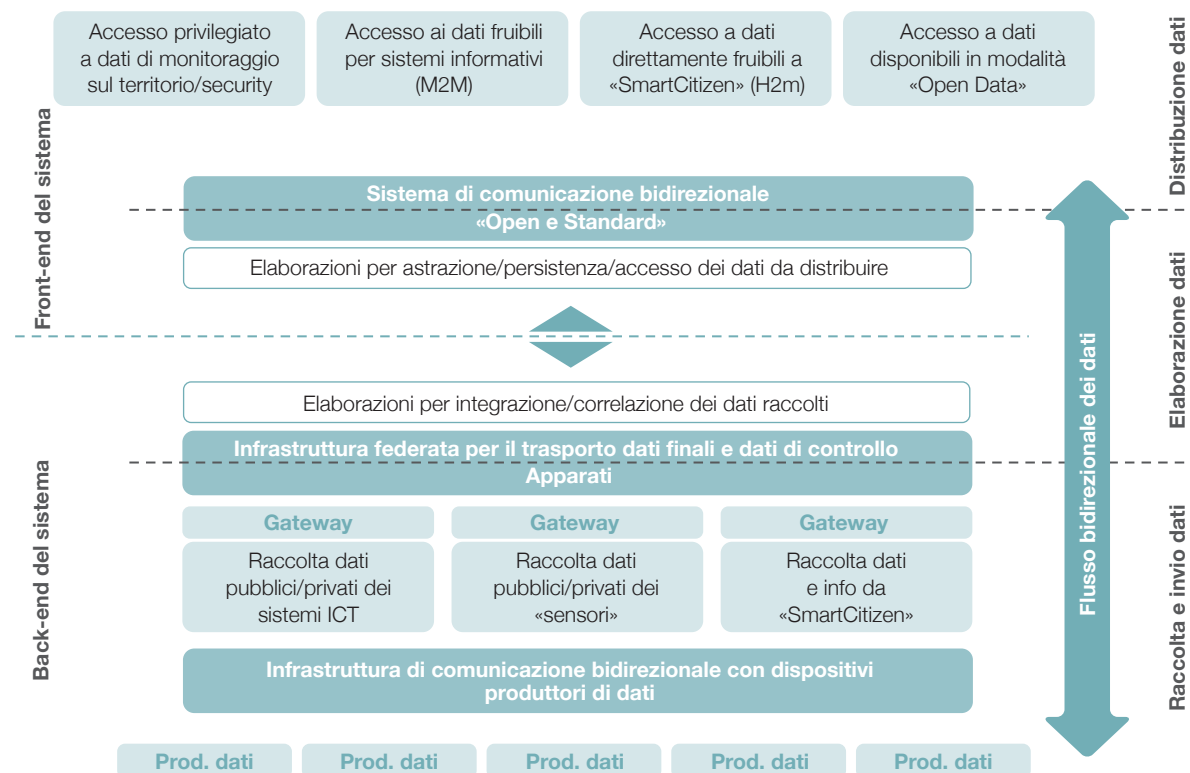 Accesso privilegiato
a dati di monitoraggio
sul territorio/security
Accesso ai dati fruibili
per sistemi informativi
(M2M)
Accesso a dati
direttamente fruibili a
«SmartCitizen» (H2m)
Accesso a dati
disponibili in modalità
«Open Data»
Distribuzione dati
Front-end del sistema
Sistema di comunicazione bidirezionale
«Open e Standard»
Elaborazioni per astrazione/persistenza/accesso dei dati da distribuire
Elaborazione dati
Flusso bidirezionale dei dati
Elaborazioni per integrazione/correlazione dei dati raccolti
Infrastruttura federata per il trasporto dati finali e dati di controllo
Apparati
Back-end del sistema
Raccolta e invio dati
Gateway
Raccolta dati
pubblici/privati dei
sistemi ICT
Gateway
Raccolta dati
pubblici/privati dei
«sensori»
Gateway
Raccolta dati
e info da
«SmartCitizen»
Infrastruttura di comunicazione bidirezionale con dispositivi
produttori di dati
Prod. dati
Prod. dati
Prod. dati
Prod. dati
Prod. dati